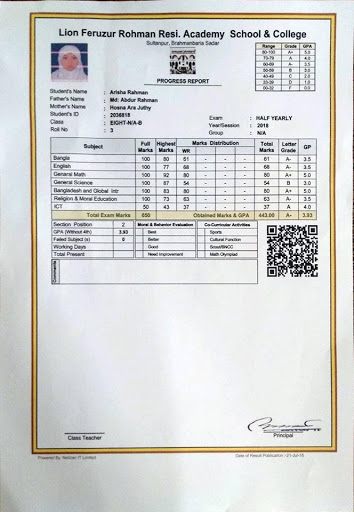 Lion Feruzur Rohman Resi. Academy School & College
Sultanpur, Brahmanbaria Sadar
PROGRESS REPORT
Range Grade GPA
80-100 A+ 5.0
70-79 A 4.0
60-69 A- 3.5
50-59 B 3.0
40-49 C 2.0
33-39 D 1.0
00-32 F 0.0
Student's Name : Arisha Rahman
Father's Name : Md: Abdur Rahman
Mother's Name : Hosna Ara Juthy
Student's ID : 2036818
Class : EIGHT-N/A-B
Roll No : 3
Exam : HALF YEARLY
Year/Session : 2018
Group : N/A
Subject Full Marks Highest Marks Marks Distribution Total Marks Letter Grade GP
WR - - -
Bangla 100 80 61 - - - 61 A- 3.5
English 100 77 68 - - - 68 A- 3.5
Genaral Math 100 92 80 - - - 80 A+ 5.0
General Science 100 87 54 - - - 54 B 3.0
Bangladesh and Global Intr 100 83 80 - - - 80 A+ 5.0
Religion & Moral Education 100 73 63 - - - 63 A- 3.5
ICT 50 43 37 - - - 37 A 4.0
Total Exam Marks 650 Obtained Marks & GPA 443.00 A- 3.93
Section Position 2 Moral & Behavior Evaluation Co-Curricular Activities
GPA (Without 4th) 3.93 Best Sports
Failed Subject (s) 0 Better Cultural Function
Working Days Good Scout/BNCC
Total Present Need Improvement Math Olympiad
Comments
Class Teacher
Principal
Powered By: Netizen IT Limited
Date of Result Publication : 21-Jul-18